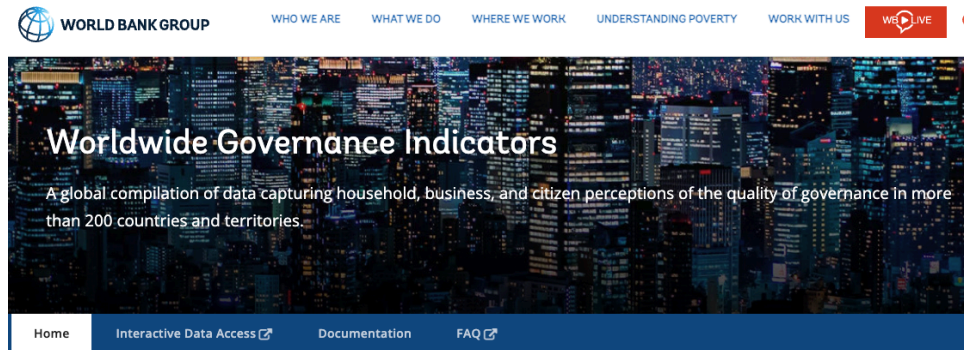 WORLD BANK GROUP
WHO WE ARE WHAT WE DO WHERE WE WORK UNDERSTANDING POVERTY WORK WITH US WB LIVE
Worldwide Governance Indicators
A global compilation of data capturing household, business, and citizen perceptions of the quality of governance in more
than 200 countries and territories.
Home Interactive Data Access Documentation FAQ